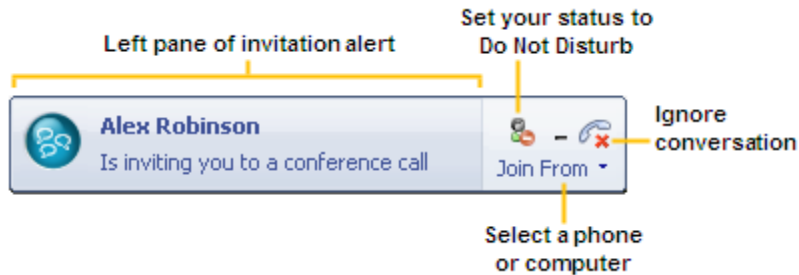 Set your status to
Do Not Disturb
Left pane of invitation alert
Alex Robinson
Is inviting you to a conference call
Join From
Ignore
conversation
Select a phone
or computer